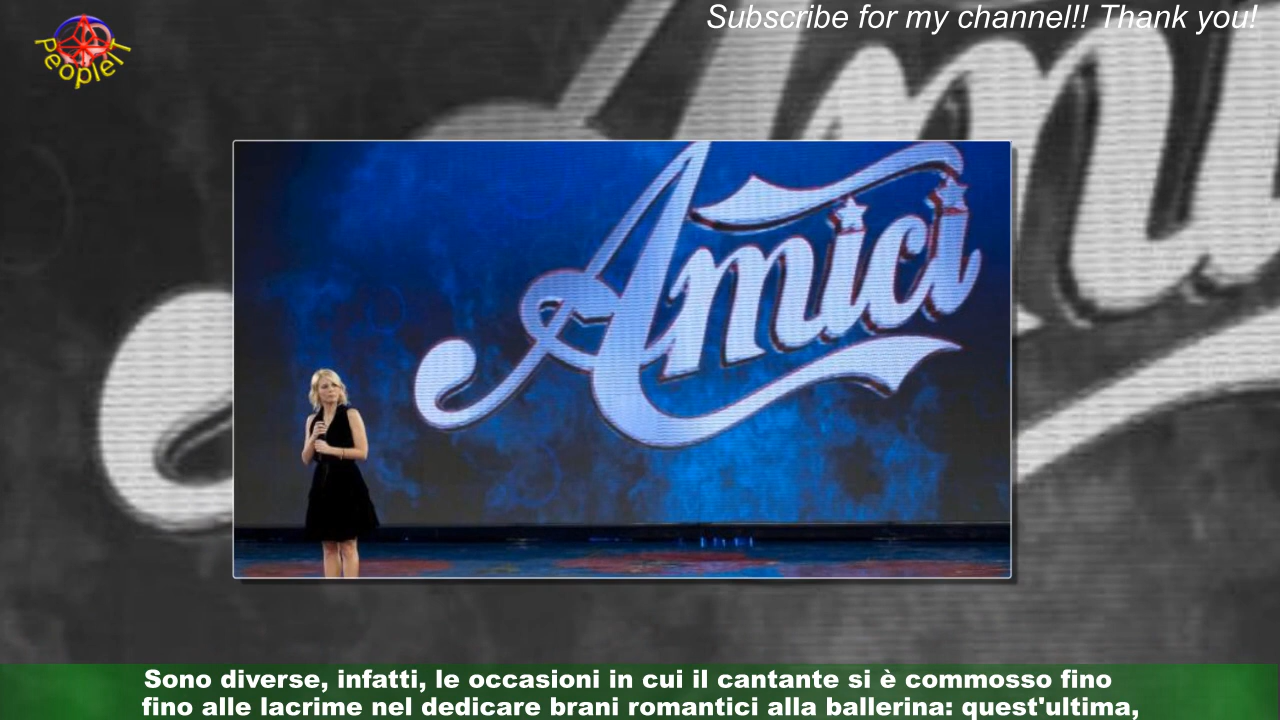 Subscribe for my channel!! Thank you!
PeopleIT
Amici
Sono diverse, infatti, le occasioni in cui il cantante si è commosso fino
fino alle lacrime nel dedicare brani romantici alla ballerina: quest'ultima,